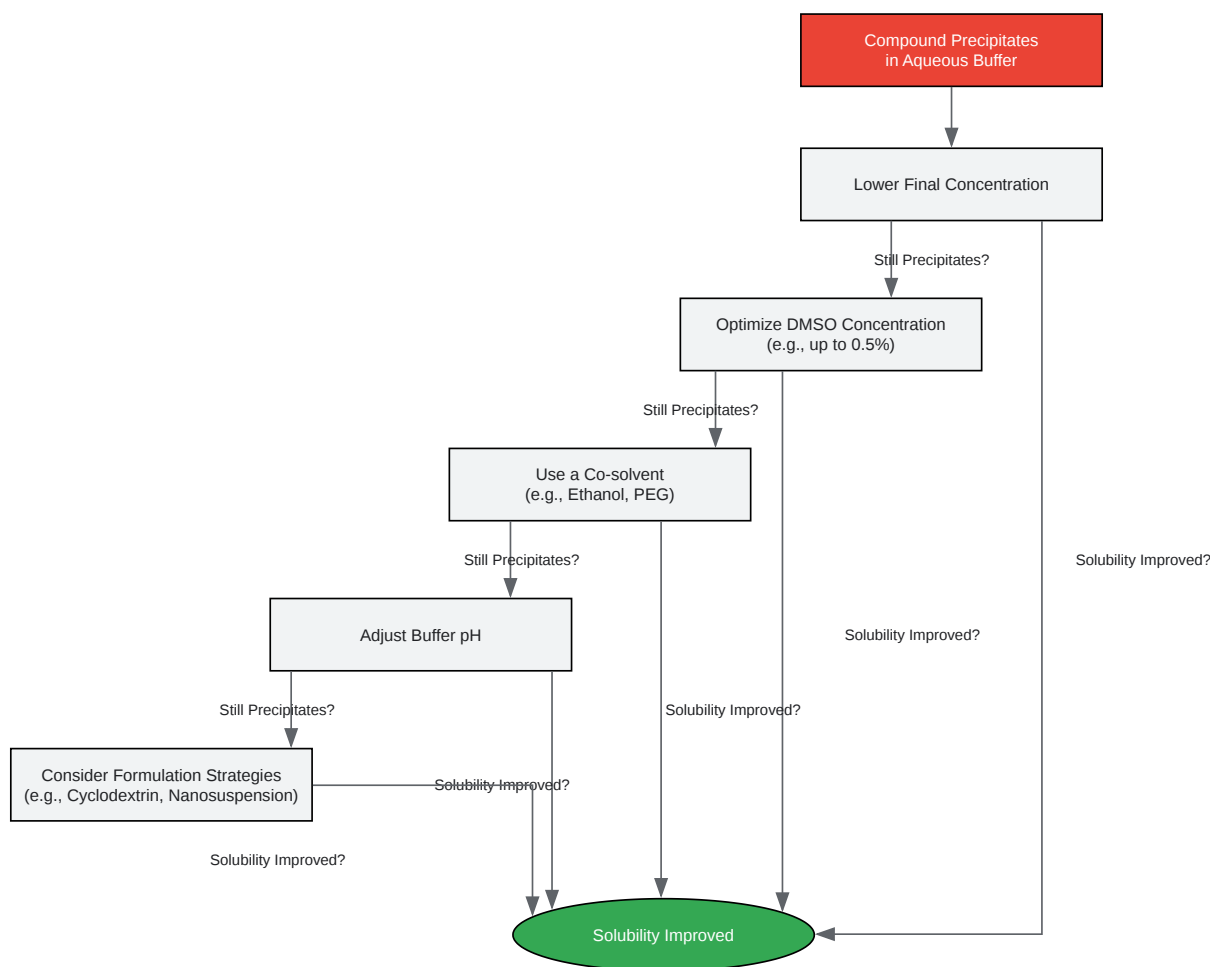 Compound Precipitates
in Aqueous Buffer
Lower Final Concentration
Still Precipitates?
Optimize DMSO Concentration
(e.g., up to 0.5%)
Still Precipitates?
Use a Co-solvent
(e.g., Ethanol, PEG)
Still Precipitates?
Solubility Improved?
Adjust Buffer pH
Solubility Improved?
Still Precipitates?
Solubility Improved?
Consider Formulation Strategies
(e.g., Cyclodextrin, Nanosuspension)
Solubility Improved?
Solubility Improved?
Solubility Improved